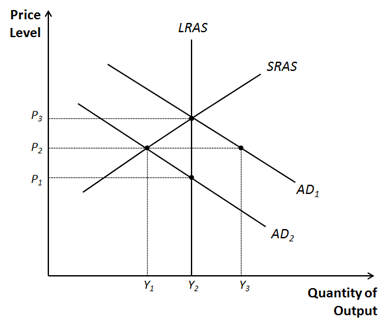 Price
Level
LRAS
SRAS
P3
P2
P1
AD1
AD2
Y1
Y2
Y3
Quantity of
Output